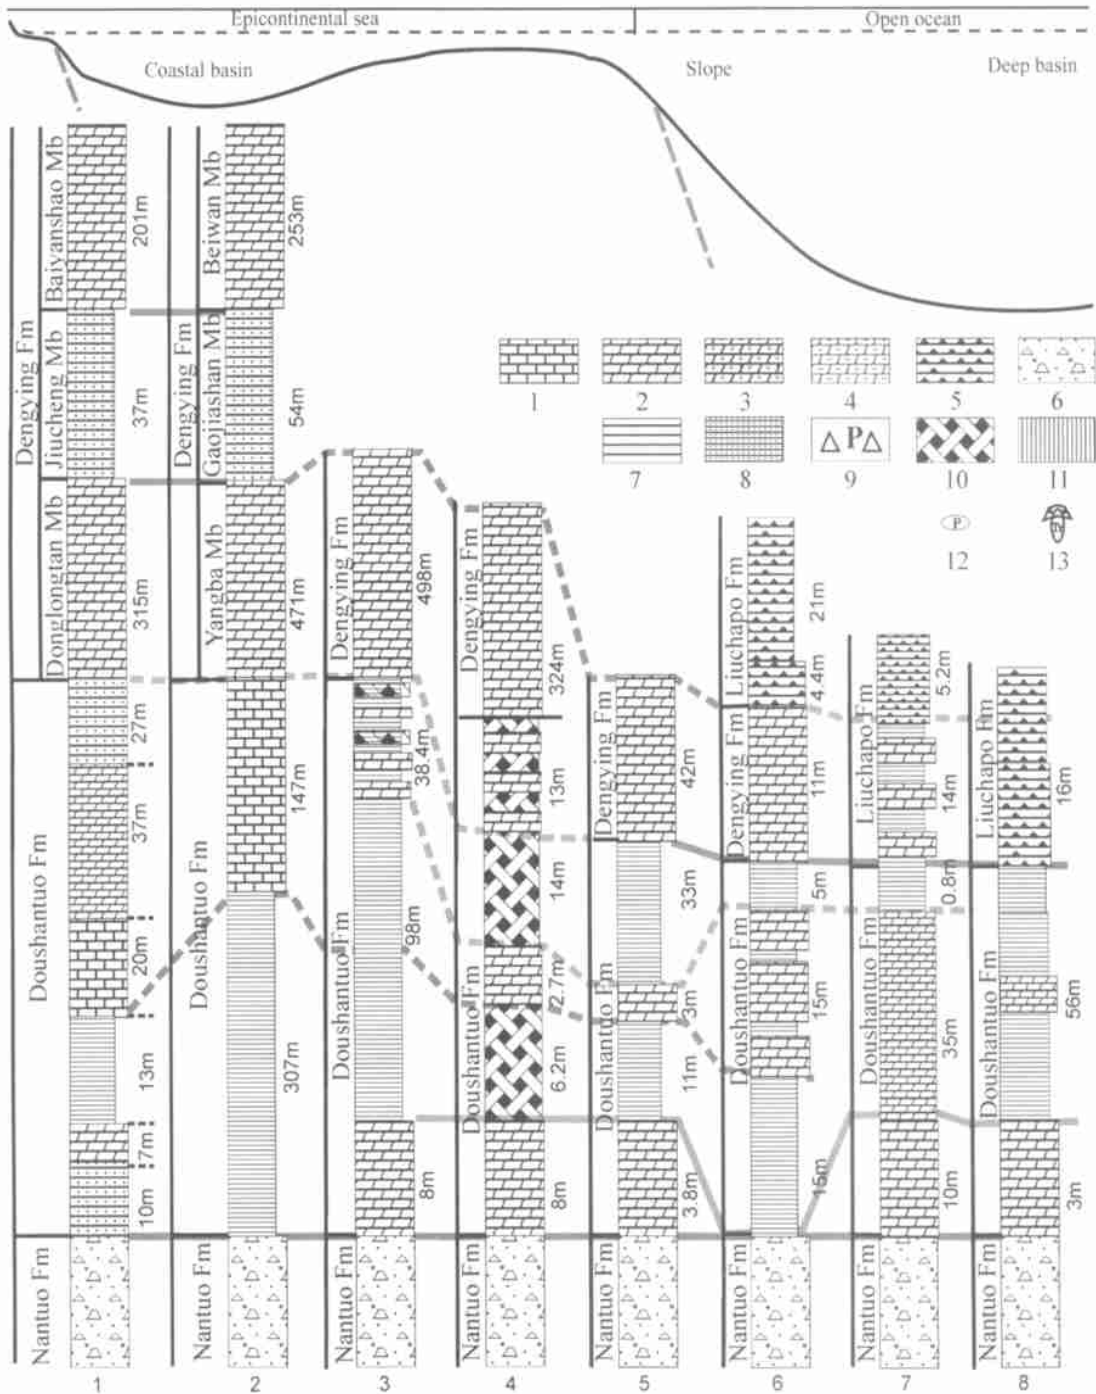 Epicontinental sea
Open ocean
Coastal basin
Slope
Deep basin
Dengying Fm
Baiyanshao Mb
201m
Jiucheng Mb
37m
Donglongtan Mb
315m
Doushantuo Fm
27m
37m
20m
13m
7m
10m
Nantuo Fm
1
Dengying Fm
Beiwan Mb
253m
Gaojiashan Mb
54m
Yangba Mb
471m
Doushantuo Fm
147m
307m
Nantuo Fm
2
Dengying Fm
498m
Doushantuo Fm
38.4m
98m
8m
Nantuo Fm
3
Dengying Fm
324m
Doushantuo Fm
13m
14m
2.7m
6.2m
8m
Nantuo Fm
4
Dengying Fm
42m
Doushantuo Fm
33m
3m
11m
3.8m
Nantuo Fm
5
Liuchapo Fm
21m
4.4m
Dengying Fm
11m
Doushantuo Fm
5m
15m
15m
Nantuo Fm
6
Liuchapo Fm
5.2m
14m
Doushantuo Fm
0.8m
35m
10m
Nantuo Fm
7
Liuchapo Fm
16m
Doushantuo Fm
56m
3m
Nantuo Fm
8
1
2
3
4
5
6
P
7
8
9
10
11
P
12
13